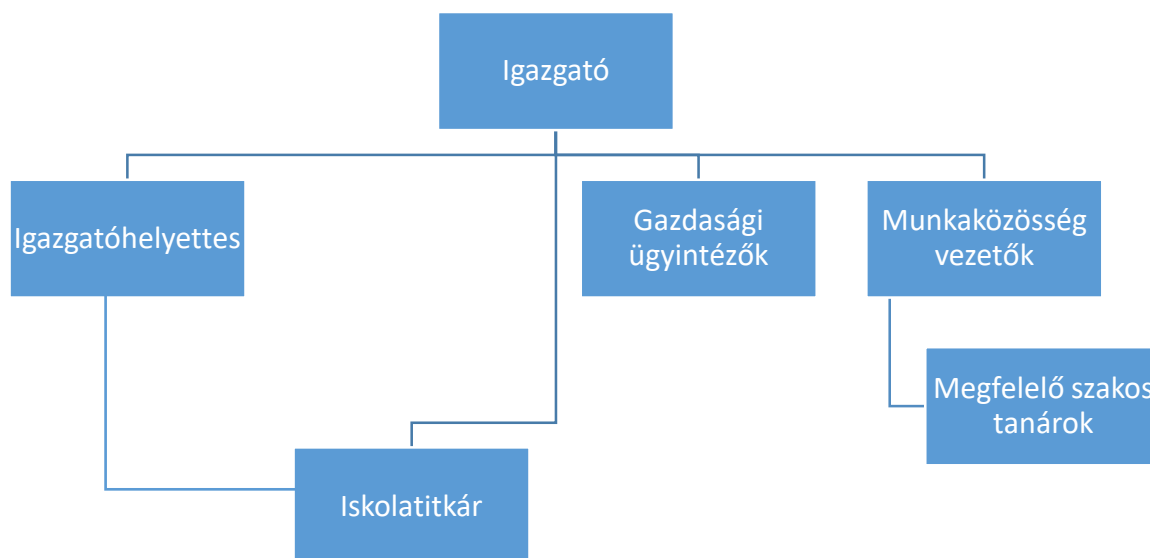 Igazgató
Igazgatóhelyettes
Gazdasági
ügyintézők
Munkaközösség
vezetők
Megfelelő szakos
tanárok
Iskolatitkár